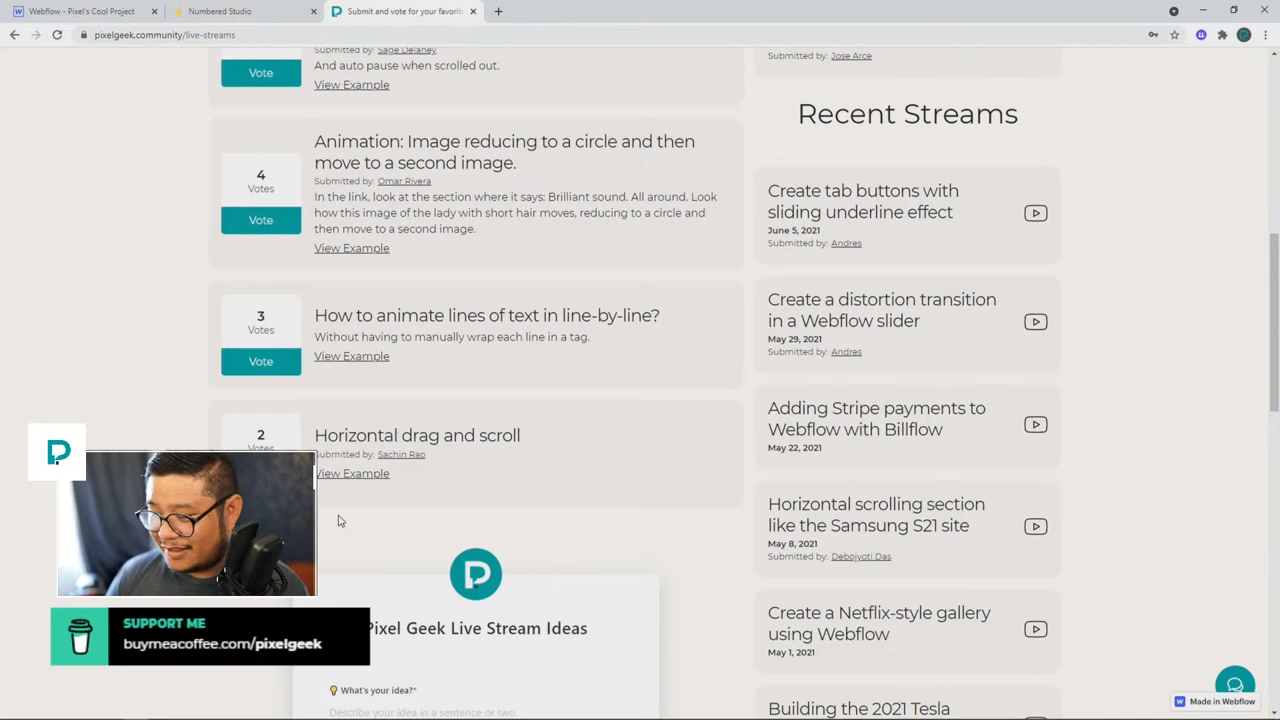 Webflow - Pixel's Cool Project
Numbered Studio
Submit and vote for your favorit
pixelgeek.community/live-streams
Submitted by: Sage Delaney
And auto pause when scrolled out.
View Example
Vote
Animation: Image reducing to a circle and then
move to a second image.
Submitted by: Omar Rivera
In the link, look at the section where it says: Brilliant sound. All around. Look
how this image of the lady with short hair moves, reducing to a circle and
then move to a second image.
View Example
4
Votes
Vote
How to animate lines of text in line-by-line?
Without having to manually wrap each line in a tag.
View Example
3
Votes
Vote
Horizontal drag and scroll
Submitted by: Sachin Rao
View Example
2
Votes
SUPPORT ME
buymeacoffee.com/pixelgeek
Pixel Geek Live Stream Ideas
What's your idea?*
Describe your idea in a sentence or two.
Submitted by: Jose Arce
Recent Streams
Create tab buttons with
sliding underline effect
June 5, 2021
Submitted by: Andres
Create a distortion transition
in a Webflow slider
May 29, 2021
Submitted by: Andres
Adding Stripe payments to
Webflow with Billflow
May 22, 2021
Horizontal scrolling section
like the Samsung S21 site
May 8, 2021
Submitted by: Debojyoti Das
Create a Netflix-style gallery
using Webflow
May 1, 2021
Building the 2021 Tesla
Made in Webflow